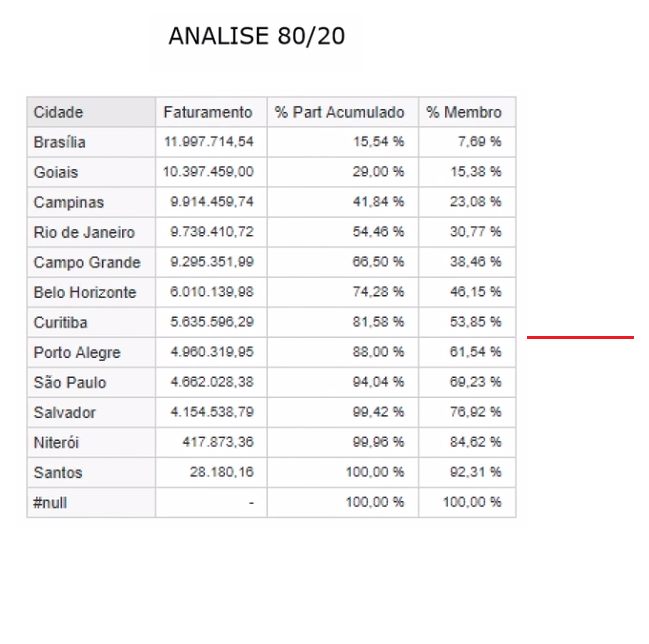 ANALISE 80/20
Cidade Faturamento % Part Acumulado % Membro
Brasília 11.997.714,54 15,54 % 7,69 %
Goiais 10.397.459,00 29,00 % 15,38 %
Campinas 9.914.459,74 41,84 % 23,08 %
Rio de Janeiro 9.739.410,72 54,46 % 30,77 %
Campo Grande 9.295.351,99 66,50 % 38,46 %
Belo Horizonte 6.010.139,98 74,28 % 46,15 %
Curitiba 5.635.596,29 81,58 % 53,85 %
Porto Alegre 4.960.319,95 88,00 % 61,54 %
São Paulo 4.662.028,38 94,04 % 69,23 %
Salvador 4.154.538,79 99,42 % 76,92 %
Niterói 417.873,36 99,96 % 84,62 %
Santos 28.180,16 100,00 % 92,31 %
#null - 100,00 % 100,00 %